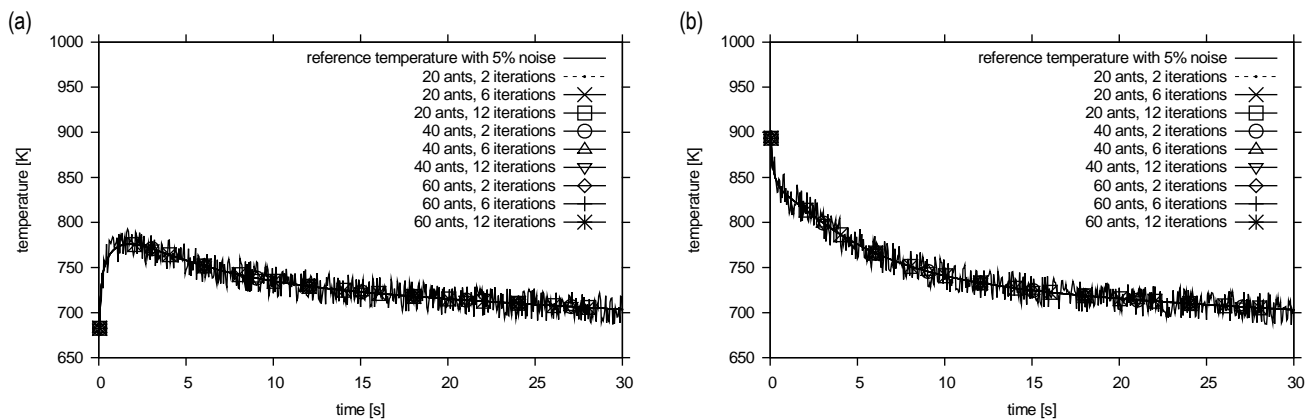 (a)
1000
950
900
850
800
750
700
650
temperature [K]
reference temperature with 5% noise
20 ants, 2 iterations
20 ants, 6 iterations
20 ants, 12 iterations
40 ants, 2 iterations
40 ants, 6 iterations
40 ants, 12 iterations
60 ants, 2 iterations
60 ants, 6 iterations
60 ants, 12 iterations
0 5 10 15 20 25 30
time [s]
(b)
1000
950
900
850
800
750
700
650
temperature [K]
reference temperature with 5% noise
20 ants, 2 iterations
20 ants, 6 iterations
20 ants, 12 iterations
40 ants, 2 iterations
40 ants, 6 iterations
40 ants, 12 iterations
60 ants, 2 iterations
60 ants, 6 iterations
60 ants, 12 iterations
0 5 10 15 20 25 30
time [s]